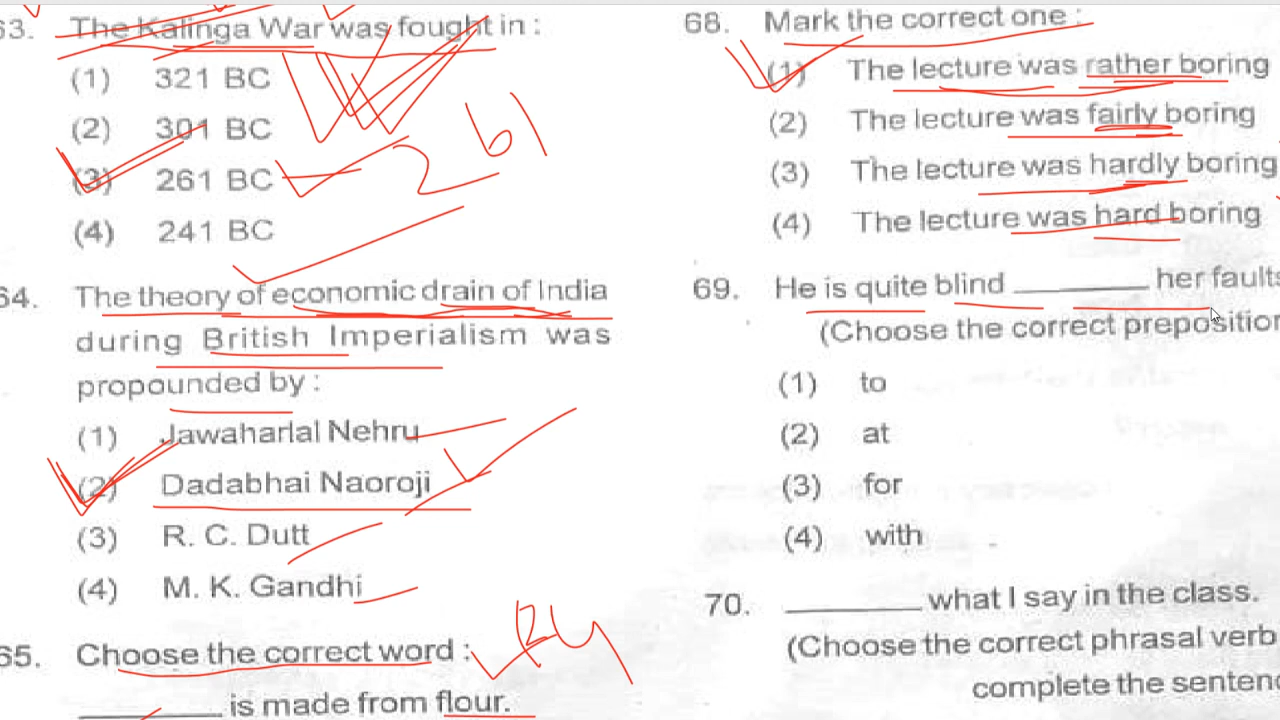 63. The Kalinga War was fought in :
(1) 321 BC
(2) 301 BC
(3) 261 BC
(4) 241 BC
261
64. The theory of economic drain of India
during British Imperialism was
propounded by :
(1) Jawaharlal Nehru
(2) Dadabhai Naoroji
(3) R. C. Dutt
(4) M. K. Gandhi
65. Choose the correct word :
_______ is made from flour.
68. Mark the correct one :
(1) The lecture was rather boring
(2) The lecture was fairly boring
(3) The lecture was hardly boring
(4) The lecture was hard boring
69. He is quite blind _______ her faults
(Choose the correct preposition
(1) to
(2) at
(3) for
(4) with
70. _______ what I say in the class.
(Choose the correct phrasal verb
complete the sentenc